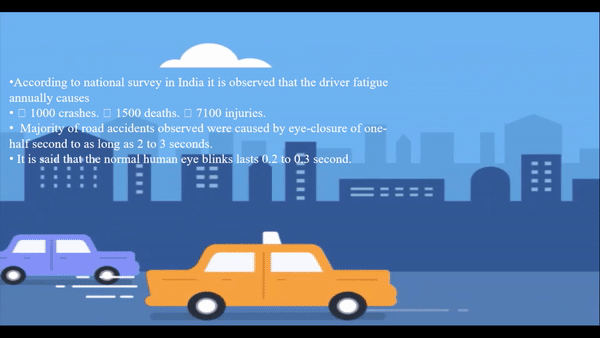 •According to national survey in India it is observed that the driver fatigue
annually causes
• 1000 crashes. 1500 deaths. 7100 injuries.
• Majority of road accidents observed were caused by eye-closure of one-
half second to as long as 2 to 3 seconds.
• It is said that the normal human eye blinks lasts 0.2 to 0.3 second.